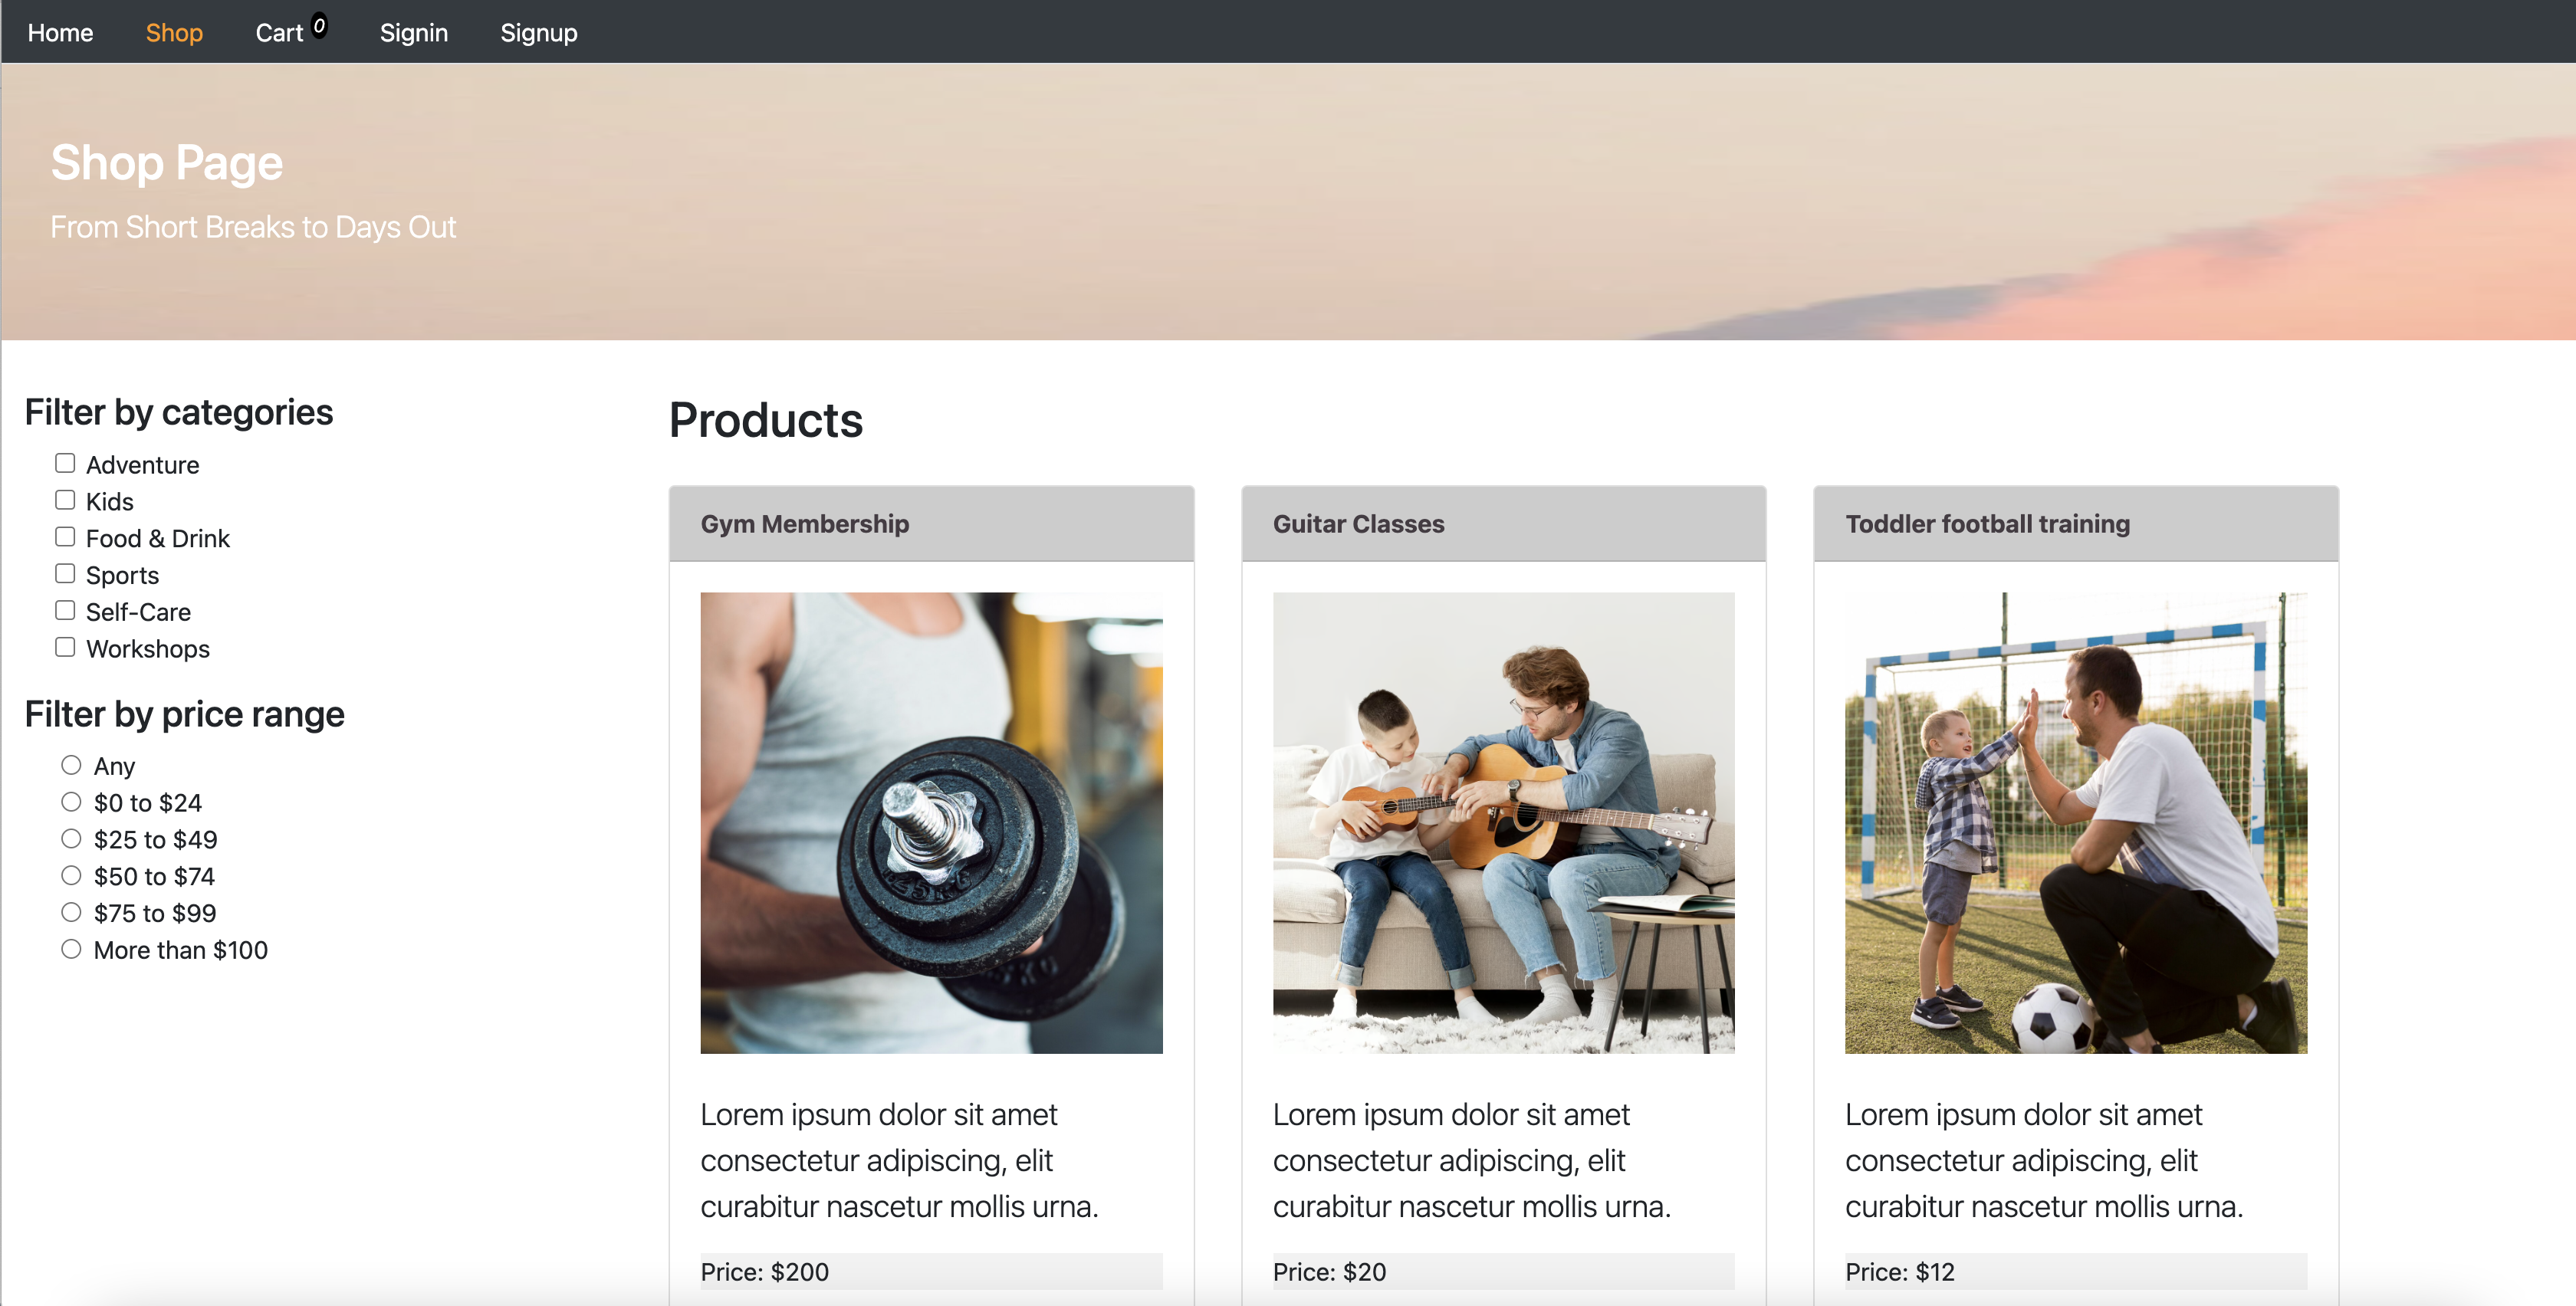 Home Shop Cart 0 Signin Signup
Shop Page
From Short Breaks to Days Out
Filter by categories
Adventure
Kids
Food & Drink
Sports
Self-Care
Workshops
Filter by price range
Any
$0 to $24
$25 to $49
$50 to $74
$75 to $99
More than $100
Products
Gym Membership
Lorem ipsum dolor sit amet
consectetur adipiscing, elit
curabitur nascetur mollis urna.
Price: $200
Guitar Classes
Lorem ipsum dolor sit amet
consectetur adipiscing, elit
curabitur nascetur mollis urna.
Price: $20
Toddler football training
Lorem ipsum dolor sit amet
consectetur adipiscing, elit
curabitur nascetur mollis urna.
Price: $12